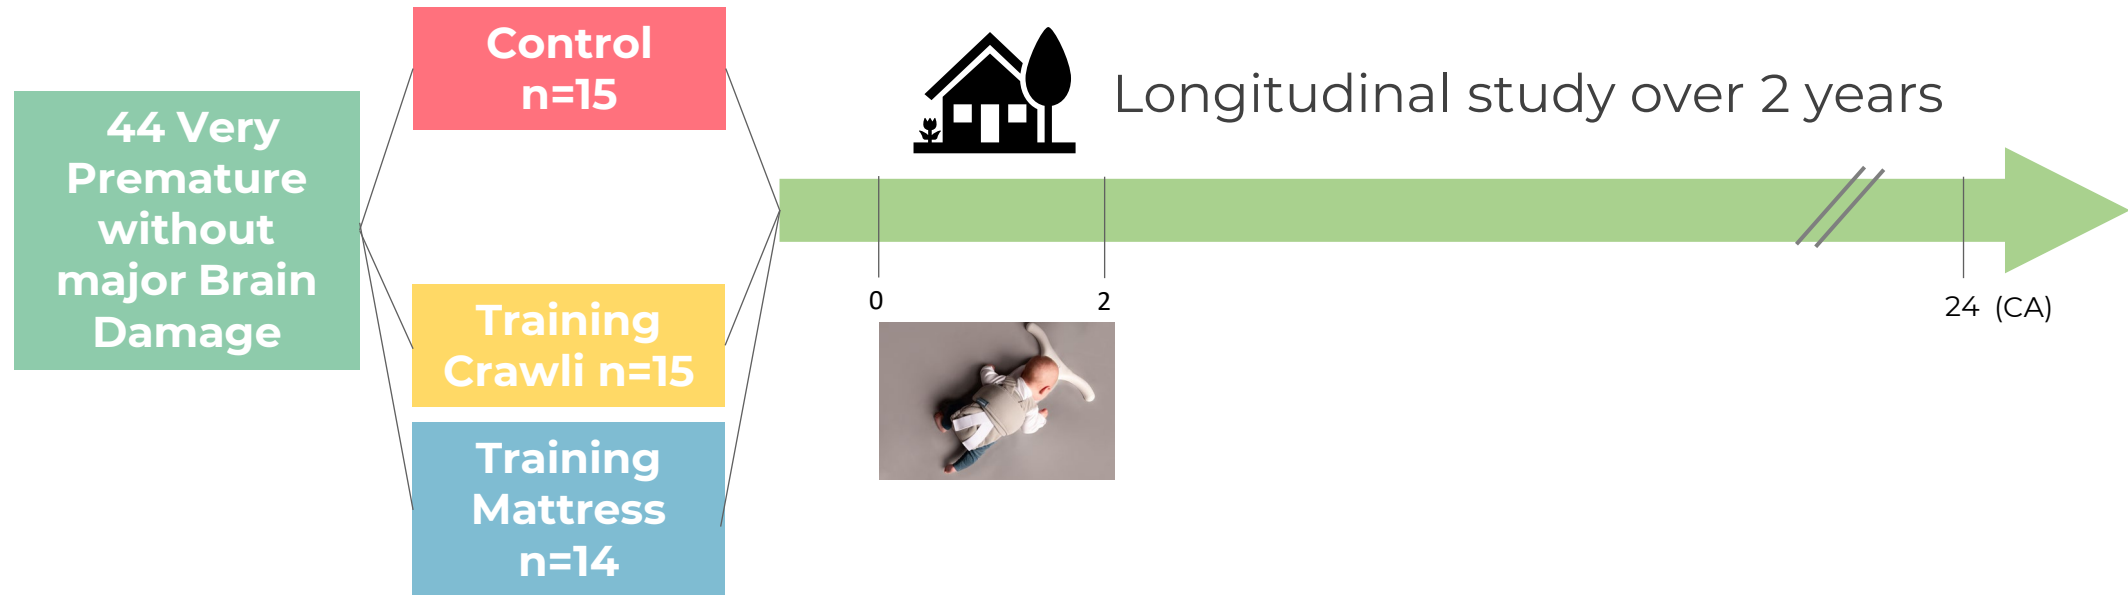 44 Very
Premature
without
major Brain
Damage
Control
n=15
Training
Crawli n=15
Training
Mattress
n=14
Longitudinal study over 2 years
0
2
24 (CA)